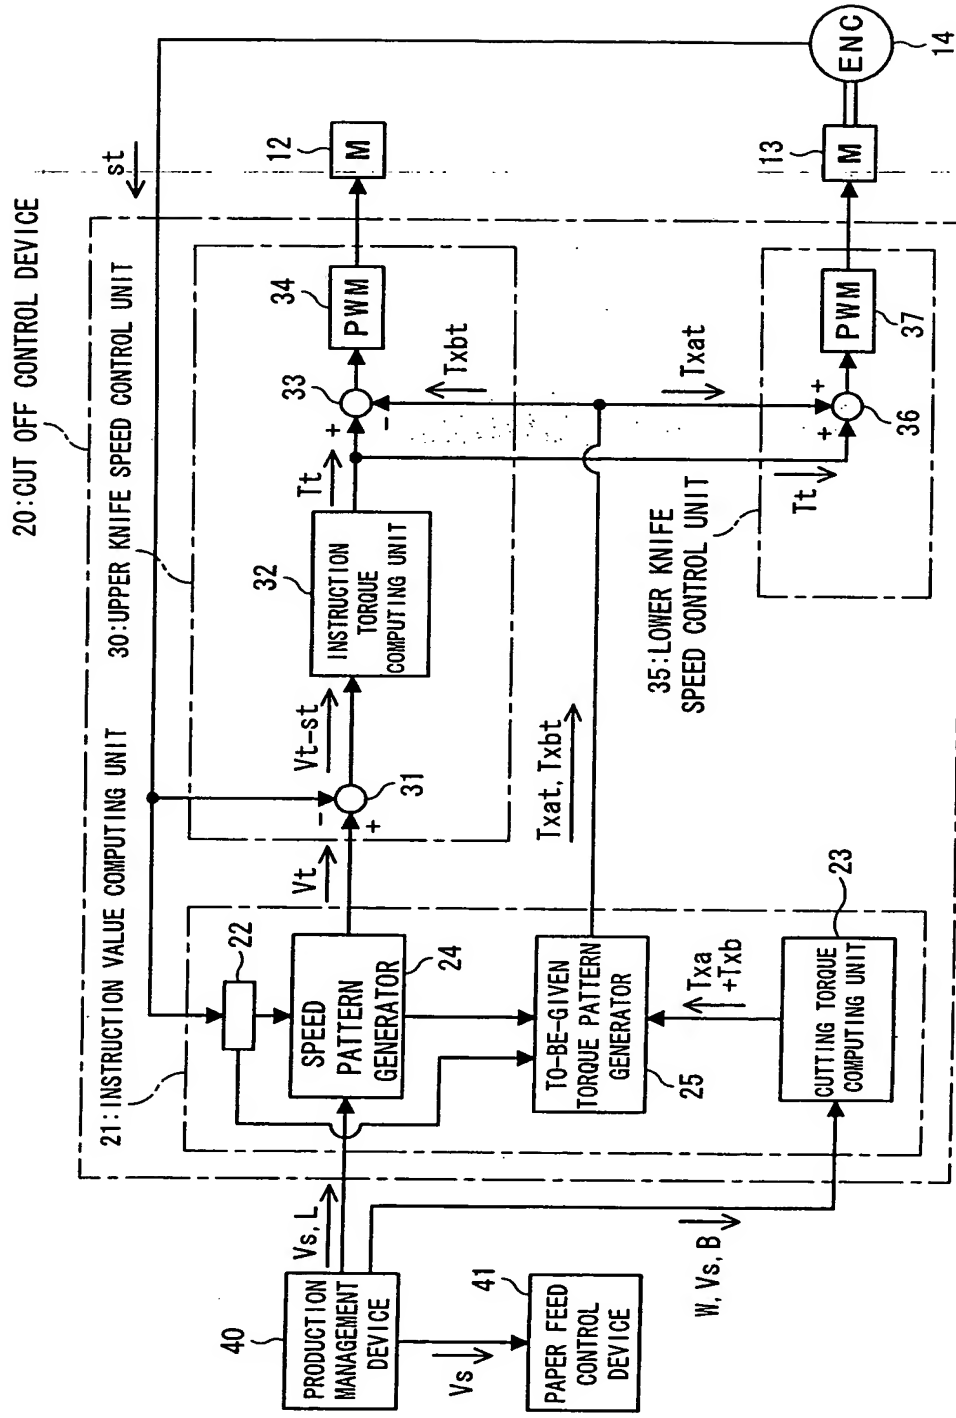 20:CUT OFF CONTROL DEVICE
st
30:UPPER KNIFE SPEED CONTROL UNIT
21:INSTRUCTION VALUE COMPUTING UNIT
22
SPEED
PATTERN
GENERATOR
24
Vt
-
+
31
Vt-st
32
INSTRUCTION
TORQUE
COMPUTING UNIT
Tt
+
-
33
34
PWM
12
M
Txbt
Txat
Txat, Txbt
TO-BE-GIVEN
TORQUE PATTERN
GENERATOR
25
Txa
+Txb
23
CUTTING TORQUE
COMPUTING UNIT
35:LOWER KNIFE
SPEED CONTROL UNIT
Tt
+
+
36
PWM
37
13
M
ENC
14
40
PRODUCTION
MANAGEMENT
DEVICE
Vs, L
W, Vs, B
Vs
41
PAPER FEED
CONTROL
DEVICE